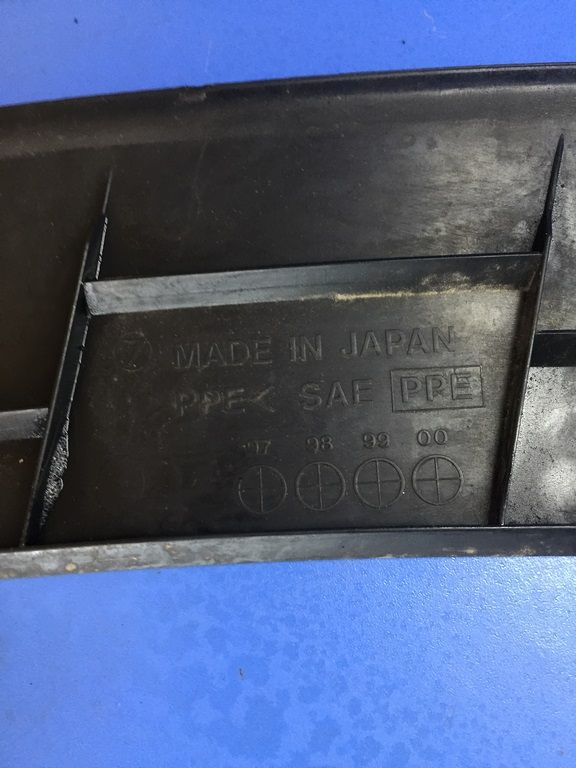 MADE IN JAPAN
PPE< SAE PPE
97 98 99 00